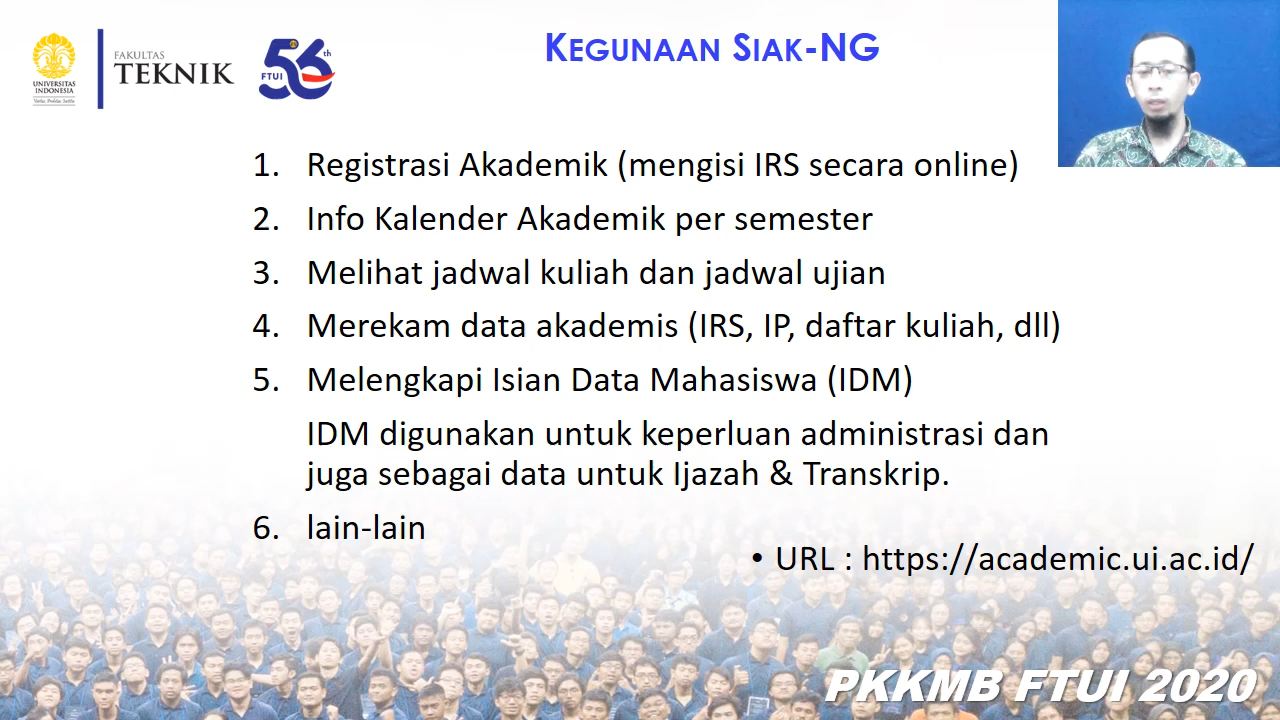 UNIVERSITAS
INDONESIA
Veritas, Probitas, Iustitia
FAKULTAS
TEKNIK
56th
FTUI
KEGUNAAN SIAK-NG
1. Registrasi Akademik (mengisi IRS secara online)
2. Info Kalender Akademik per semester
3. Melihat jadwal kuliah dan jadwal ujian
4. Merekam data akademis (IRS, IP, daftar kuliah, dll)
5. Melengkapi Isian Data Mahasiswa (IDM)
IDM digunakan untuk keperluan administrasi dan
juga sebagai data untuk Ijazah & Transkrip.
6. lain-lain
• URL : https://academic.ui.ac.id/
PKKMB FTUI 2020